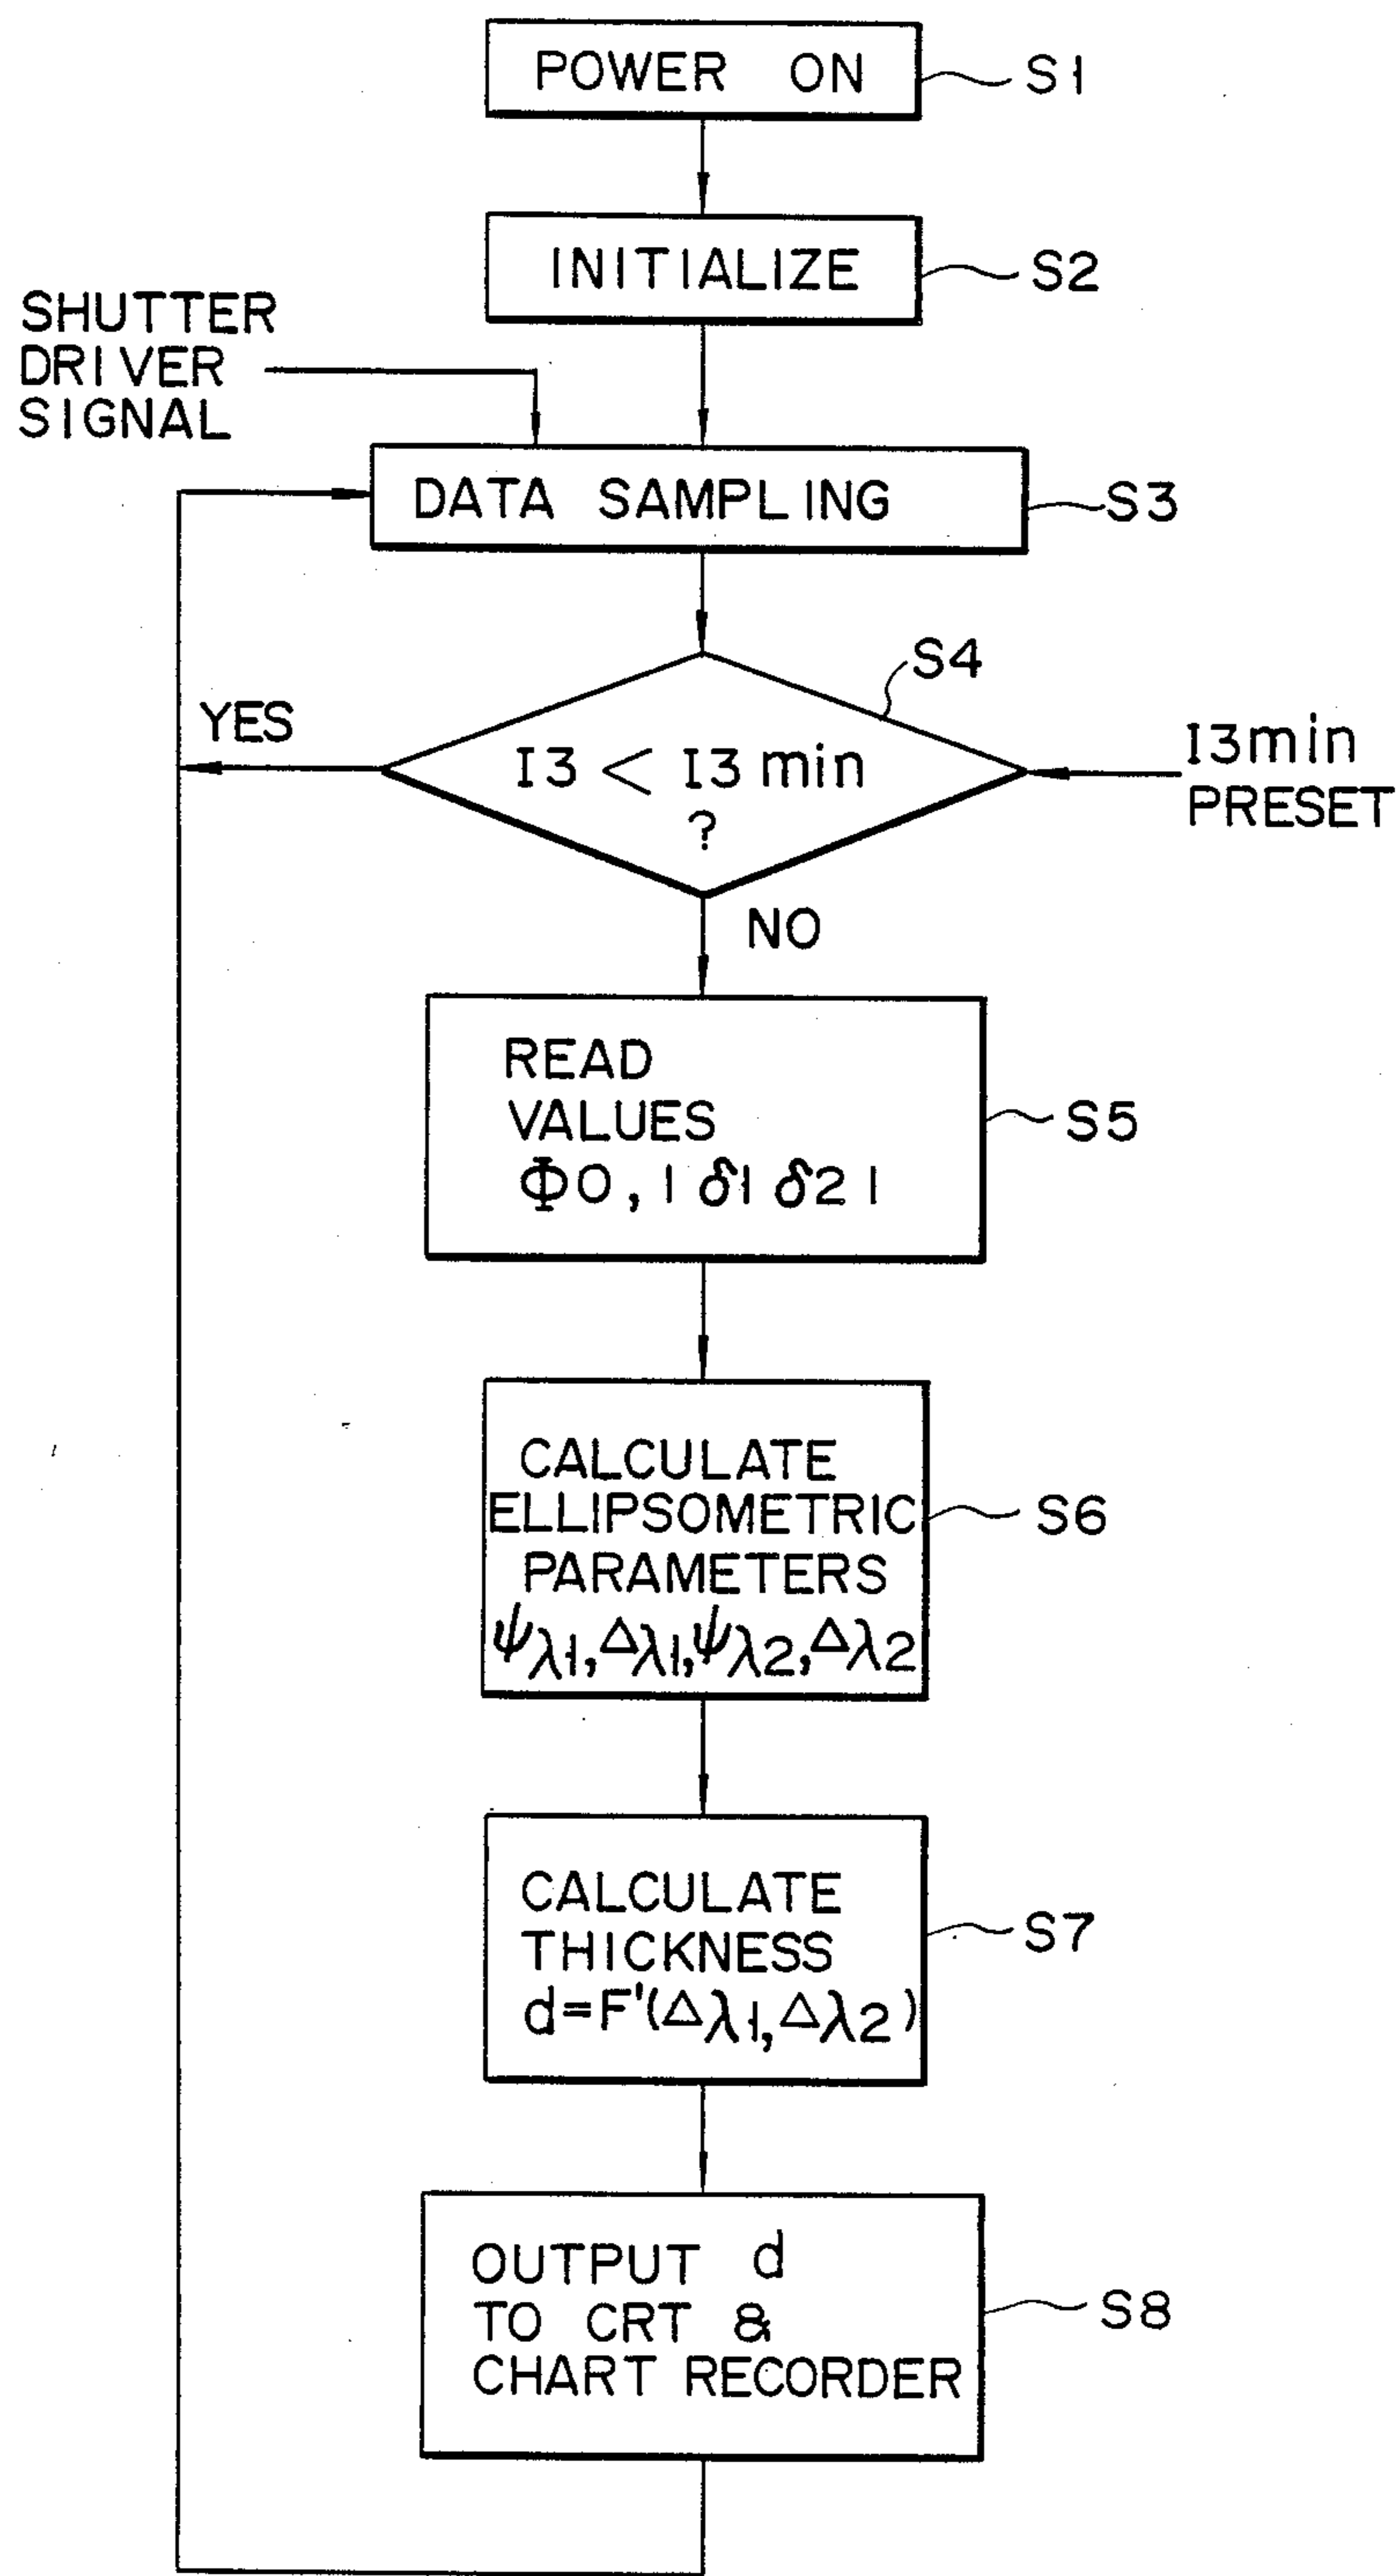 POWER ON
S1
INITIALIZE
S2
SHUTTER
DRIVER
SIGNAL
DATA SAMPLING
S3
S4
YES
I3 < I3 min
?
I3min
PRESET
NO
READ
VALUES
Φ0, | δ1 δ2 |
S5
CALCULATE
ELLIPSOMETRIC
PARAMETERS
ψλ1, Δλ1, ψλ2, Δλ2
S6
CALCULATE
THICKNESS
d=F'(Δλ1, Δλ2)
S7
OUTPUT d
TO CRT &
CHART RECORDER
S8